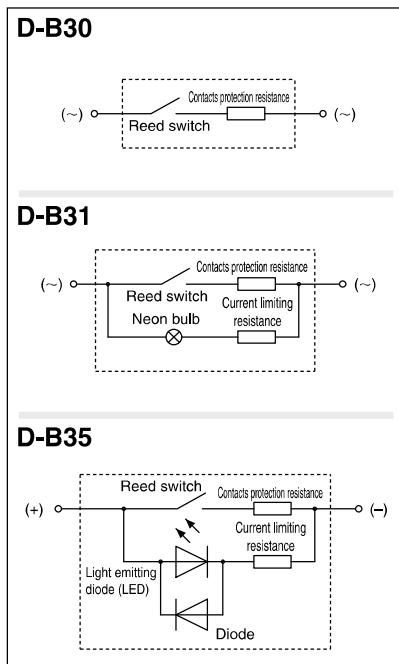 D-B30
Contacts protection resistance
(~)
(~)
Reed switch
D-B31
Contacts protection resistance
(~)
(~)
Reed switch
Current limiting
resistance
Neon bulb
D-B35
Reed switch
Contacts protection resistance
(+)
(–)
Current limiting
resistance
Light emitting
diode (LED)
Diode